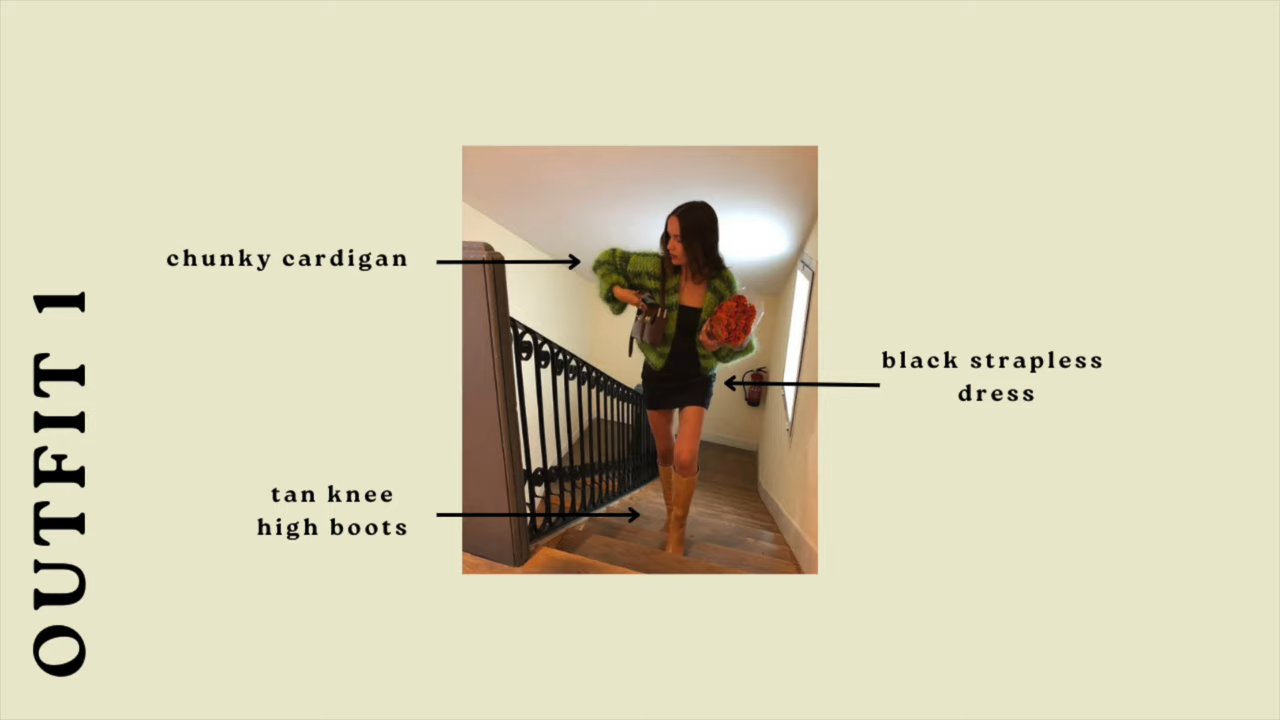 OUTFIT 1
chunky cardigan
black strapless
dress
tan knee
high boots